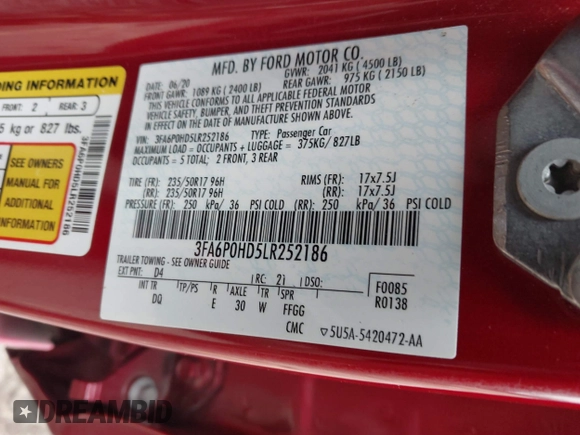 DING INFORMATION
FRONT: 2 REAR: 3
5 kg or 827 lbs.
SEE OWNERS
MANUAL FOR
ADDITIONAL
INFORMATION
3FA6P0HD5LR252186
MFD. BY FORD MOTOR CO.
DATE: 06/20 GVWR: 2041 KG ( 4500 LB)
FRONT GAWR: 1089 KG ( 2400 LB) REAR GAWR: 975 KG ( 2150 LB)
THIS VEHICLE CONFORMS TO ALL APPLICABLE FEDERAL MOTOR
VEHICLE SAFETY, BUMPER, AND THEFT PREVENTION STANDARDS
IN EFFECT ON THE DATE OF MANUFACTURE SHOWN ABOVE.
VIN: 3FA6P0HD5LR252186 TYPE: Passenger Car
MAXIMUM LOAD = OCCUPANTS + LUGGAGE = 375KG/ 827LB
OCCUPANTS = 5 TOTAL; 2 FRONT, 3 REAR
TIRE (FR): 235/50R17 96H RIMS (FR): 17×7.5J
(RR): 235/50R17 96H (RR): 17×7.5J
PRESSURE (FR): 250 kPa/ 36 PSI COLD (RR): 250 kPa/ 36 PSI COLD
3FA6P0HD5LR252186
TRAILER TOWING - SEE OWNER GUIDE
EXT PNT: D4 RC: 21 DSO: F0085
INT TR TP/PS R AXLE TR SPR R0138
DQ E 30 W FFGG
CMC ▽5U5A-5420472-AA
DREAMBID